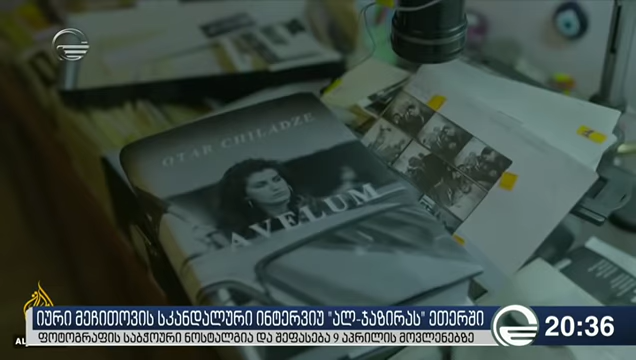 OTAR CHILADZE
AVELUM
AL
ᲘᲣᲠᲘ ᲛᲔᲩᲘᲗᲝᲕᲘᲡ ᲡᲙᲐᲜᲓᲐᲚᲣᲠᲘ ᲘᲜᲢᲔᲠᲕᲘᲣ "ᲐᲚ-ᲯᲐᲖᲘᲠᲐᲡ" ᲔᲗᲔᲠᲨᲘ
ᲤᲝᲢᲝᲒᲠᲐᲤᲘᲡ ᲡᲐᲑᲭᲝᲣᲠᲘ ᲜᲝᲡᲢᲐᲚᲒᲘᲐ ᲓᲐ ᲨᲔᲤᲐᲡᲔᲑᲐ 9 ᲐᲞᲠᲘᲚᲘᲡ ᲛᲝᲕᲚᲔᲜᲔᲑᲖᲔ
20:36